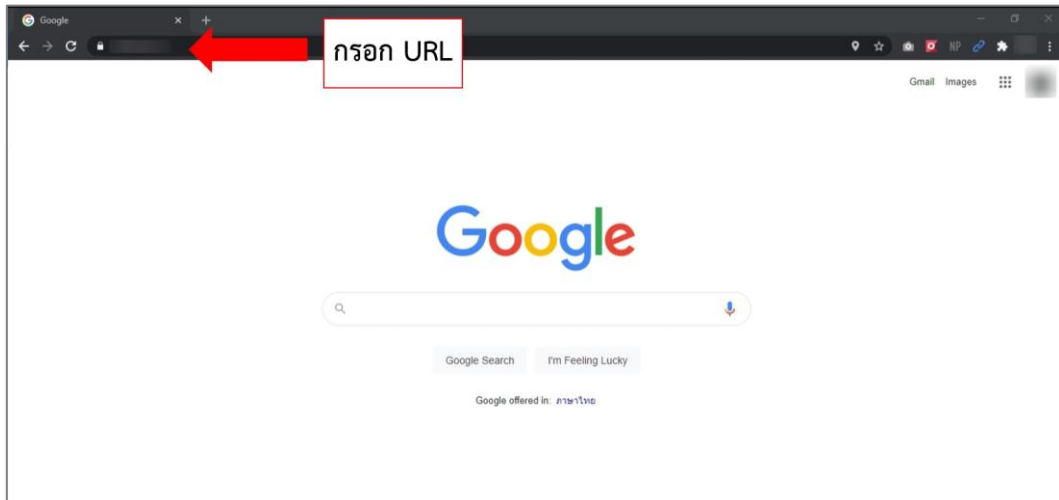 Google
กรอก URL
NP
Gmail Images
Google
Google Search I'm Feeling Lucky
Google offered in: ภาษาไทย